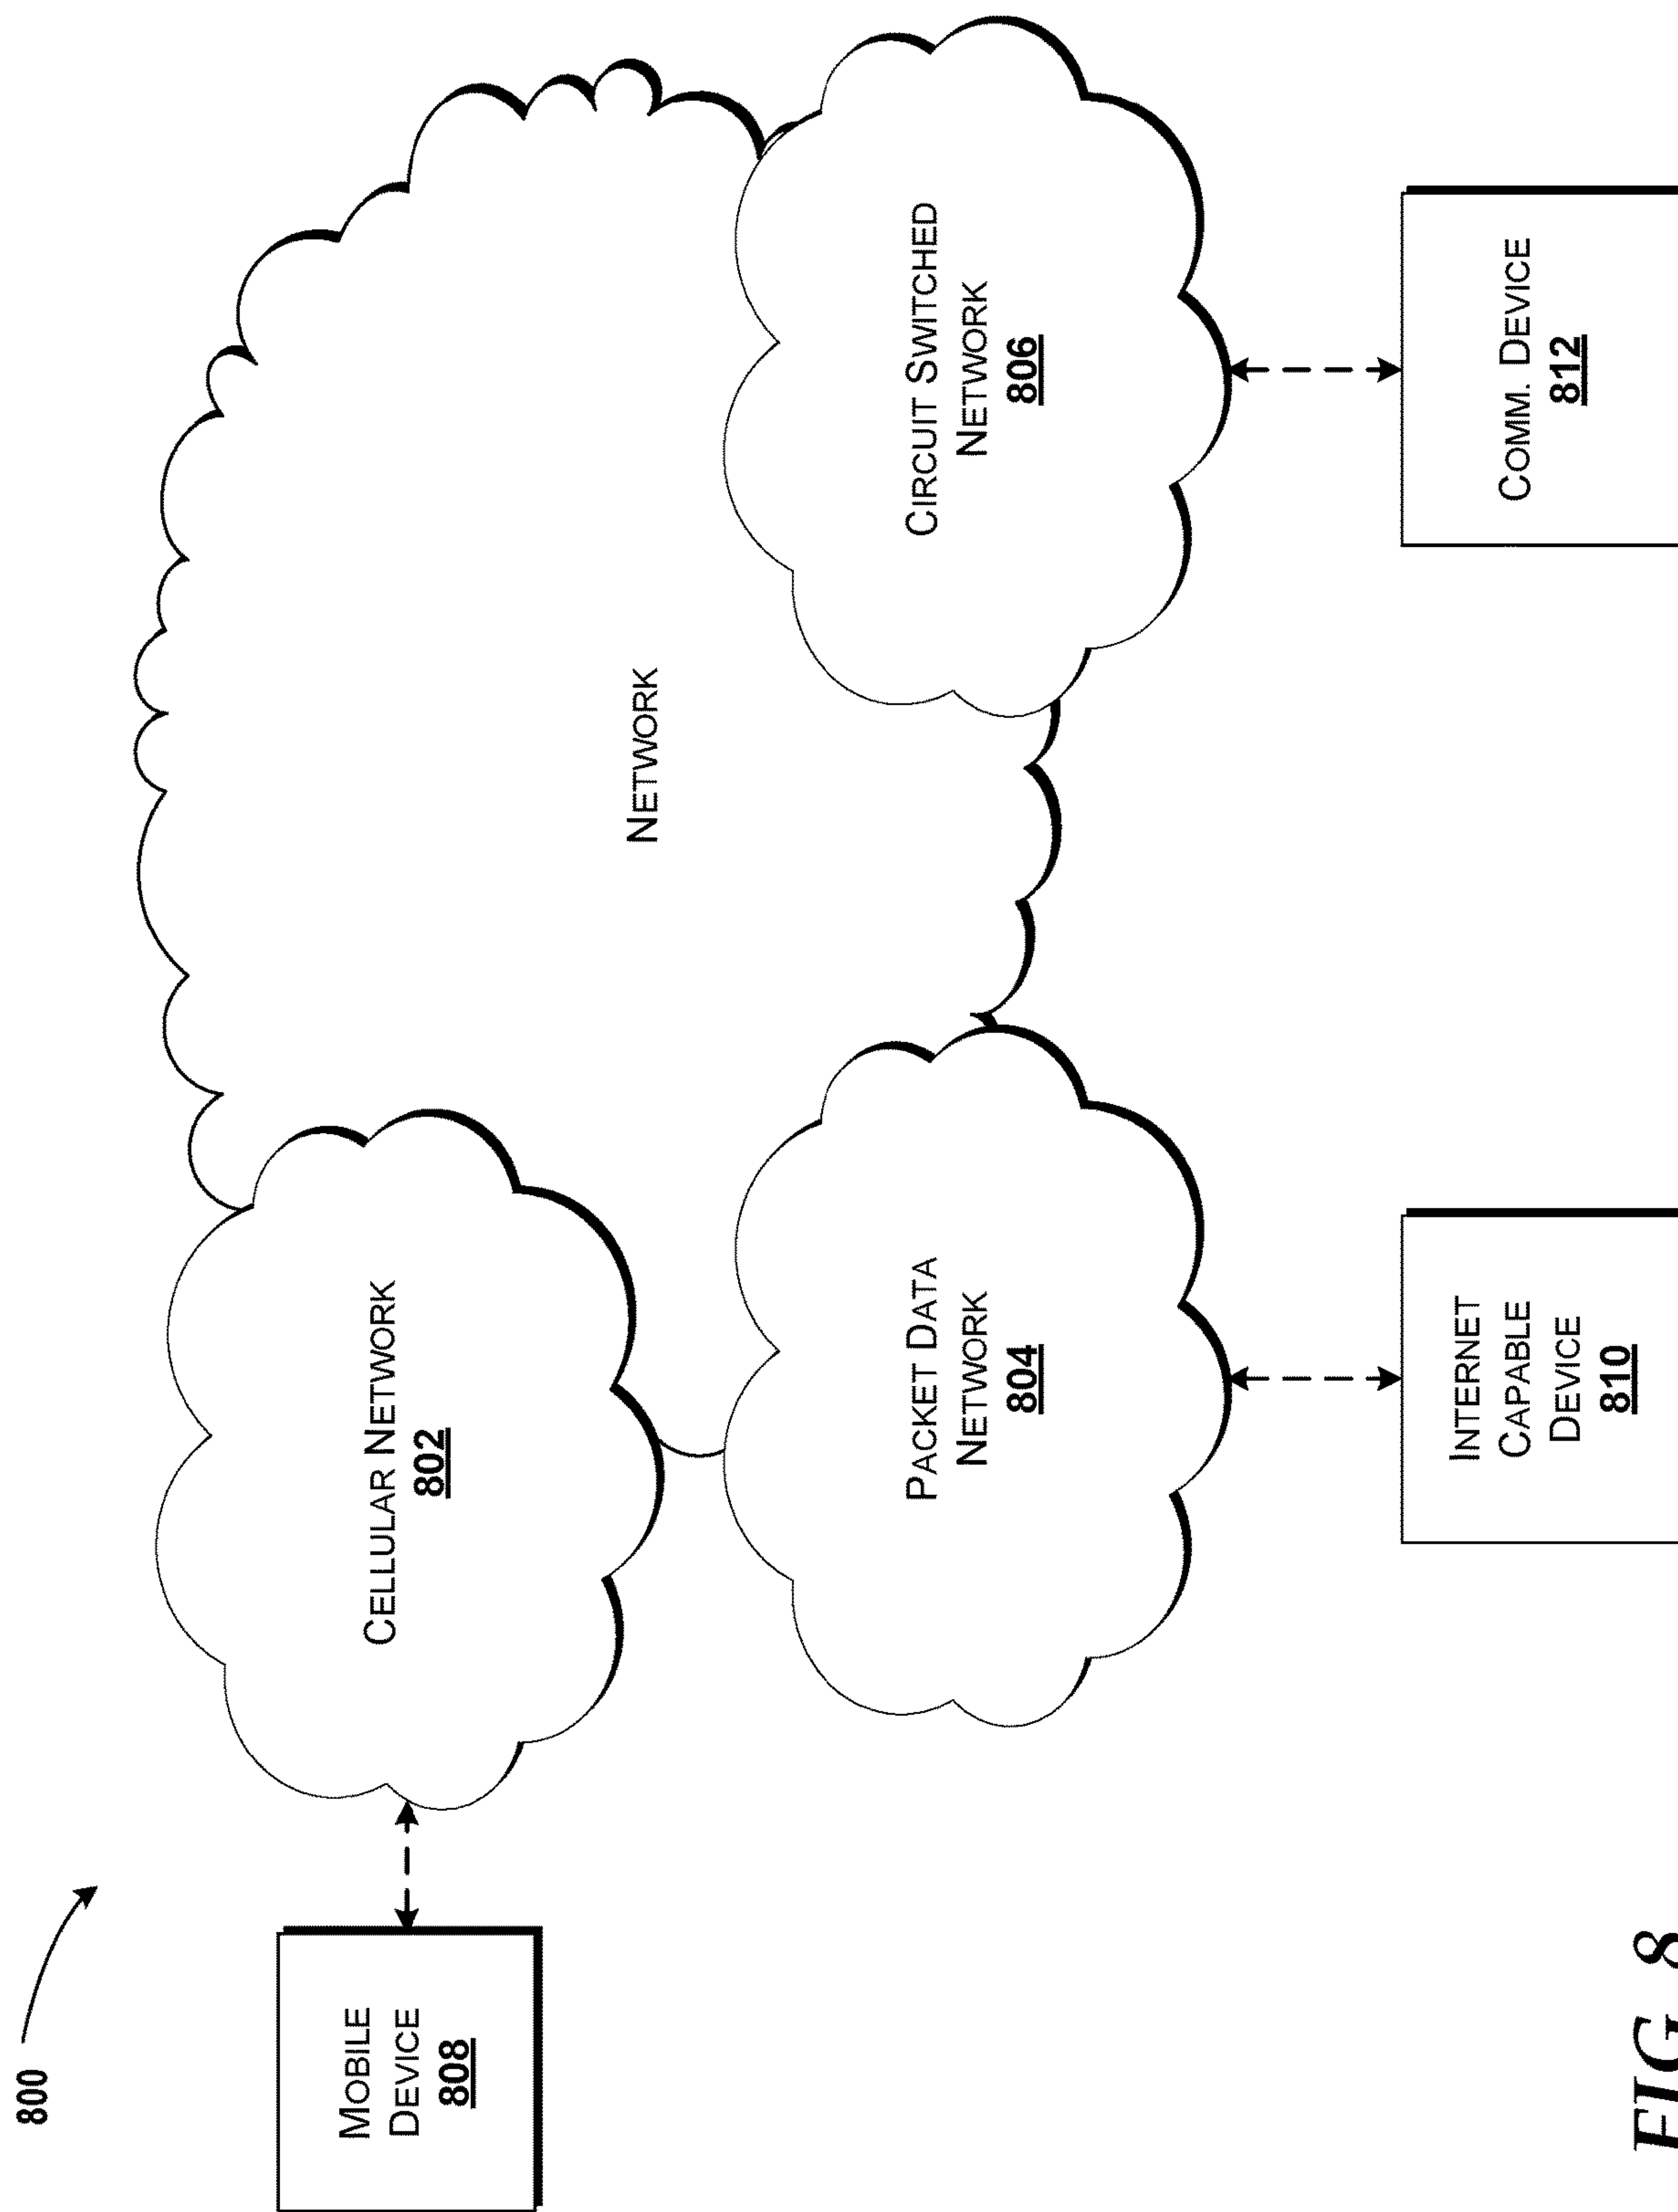 800
MOBILE
DEVICE
808
CELLULAR NETWORK
802
NETWORK
PACKET DATA
NETWORK
804
CIRCUIT SWITCHED
NETWORK
806
INTERNET
CAPABLE
DEVICE
810
COMM. DEVICE
812
FIG. 8